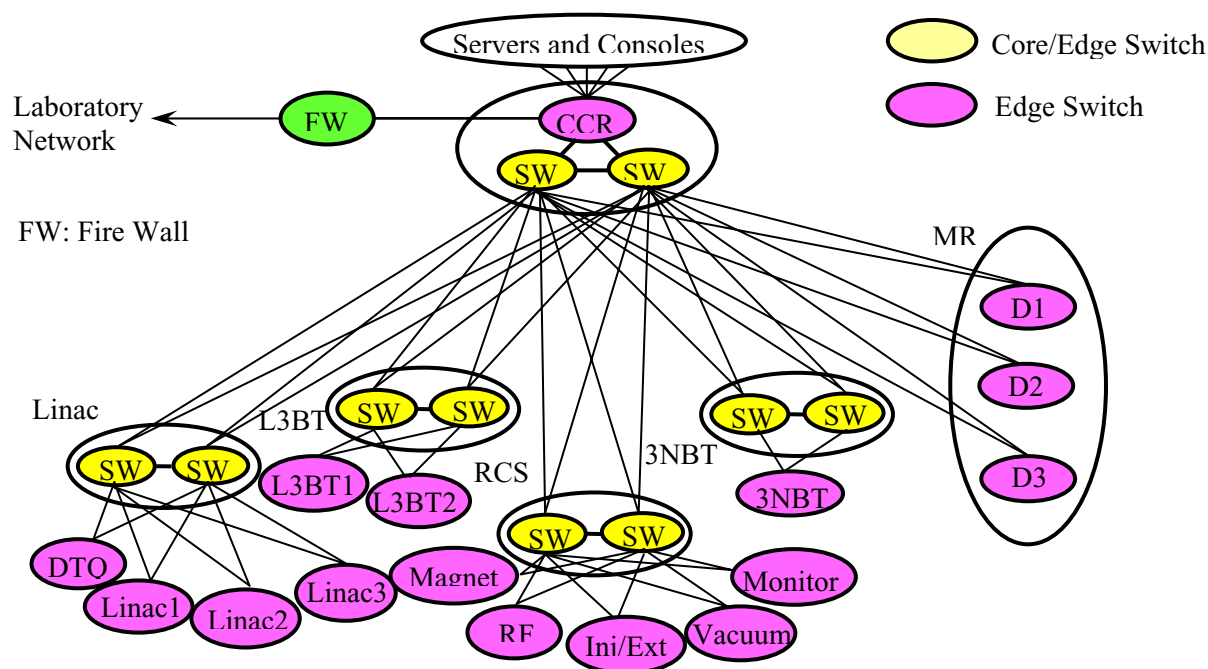 Servers and Consoles
Core/Edge Switch
Laboratory
Network
FW
CCR
Edge Switch
SW
SW
FW: Fire Wall
MR
D1
D2
D3
Linac
L3BT
SW
SW
SW
SW
RCS
3NBT
SW
SW
L3BT1
L3BT2
3NBT
SW
SW
DTQ
Linac1
Linac2
Linac3
Magnet
RF
Inj/Ext
Vacuum
Monitor